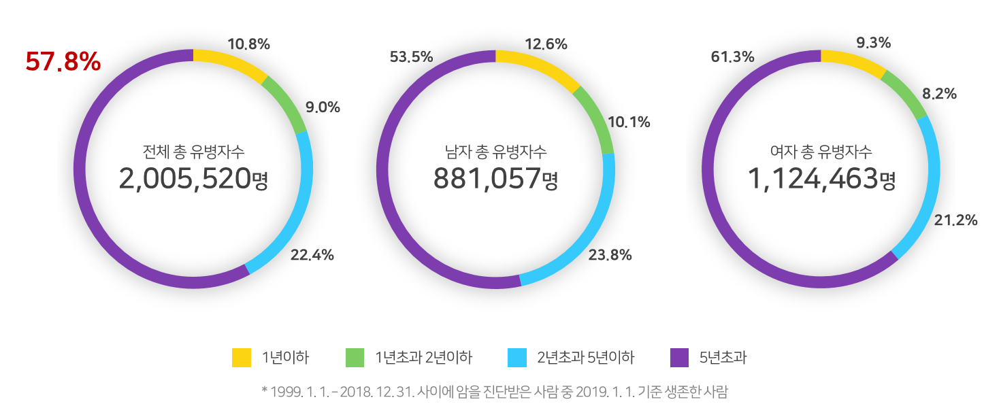 57.8%
10.8%
9.0%
22.4%
전체 총 유병자수
2,005,520명
53.5%
12.6%
10.1%
23.8%
남자 총 유병자수
881,057명
61.3%
9.3%
8.2%
21.2%
여자 총 유병자수
1,124,463명
1년이하
1년초과 2년이하
2년초과 5년이하
5년초과
* 1999. 1. 1. – 2018. 12. 31. 사이에 암을 진단받은 사람 중 2019. 1. 1. 기준 생존한 사람